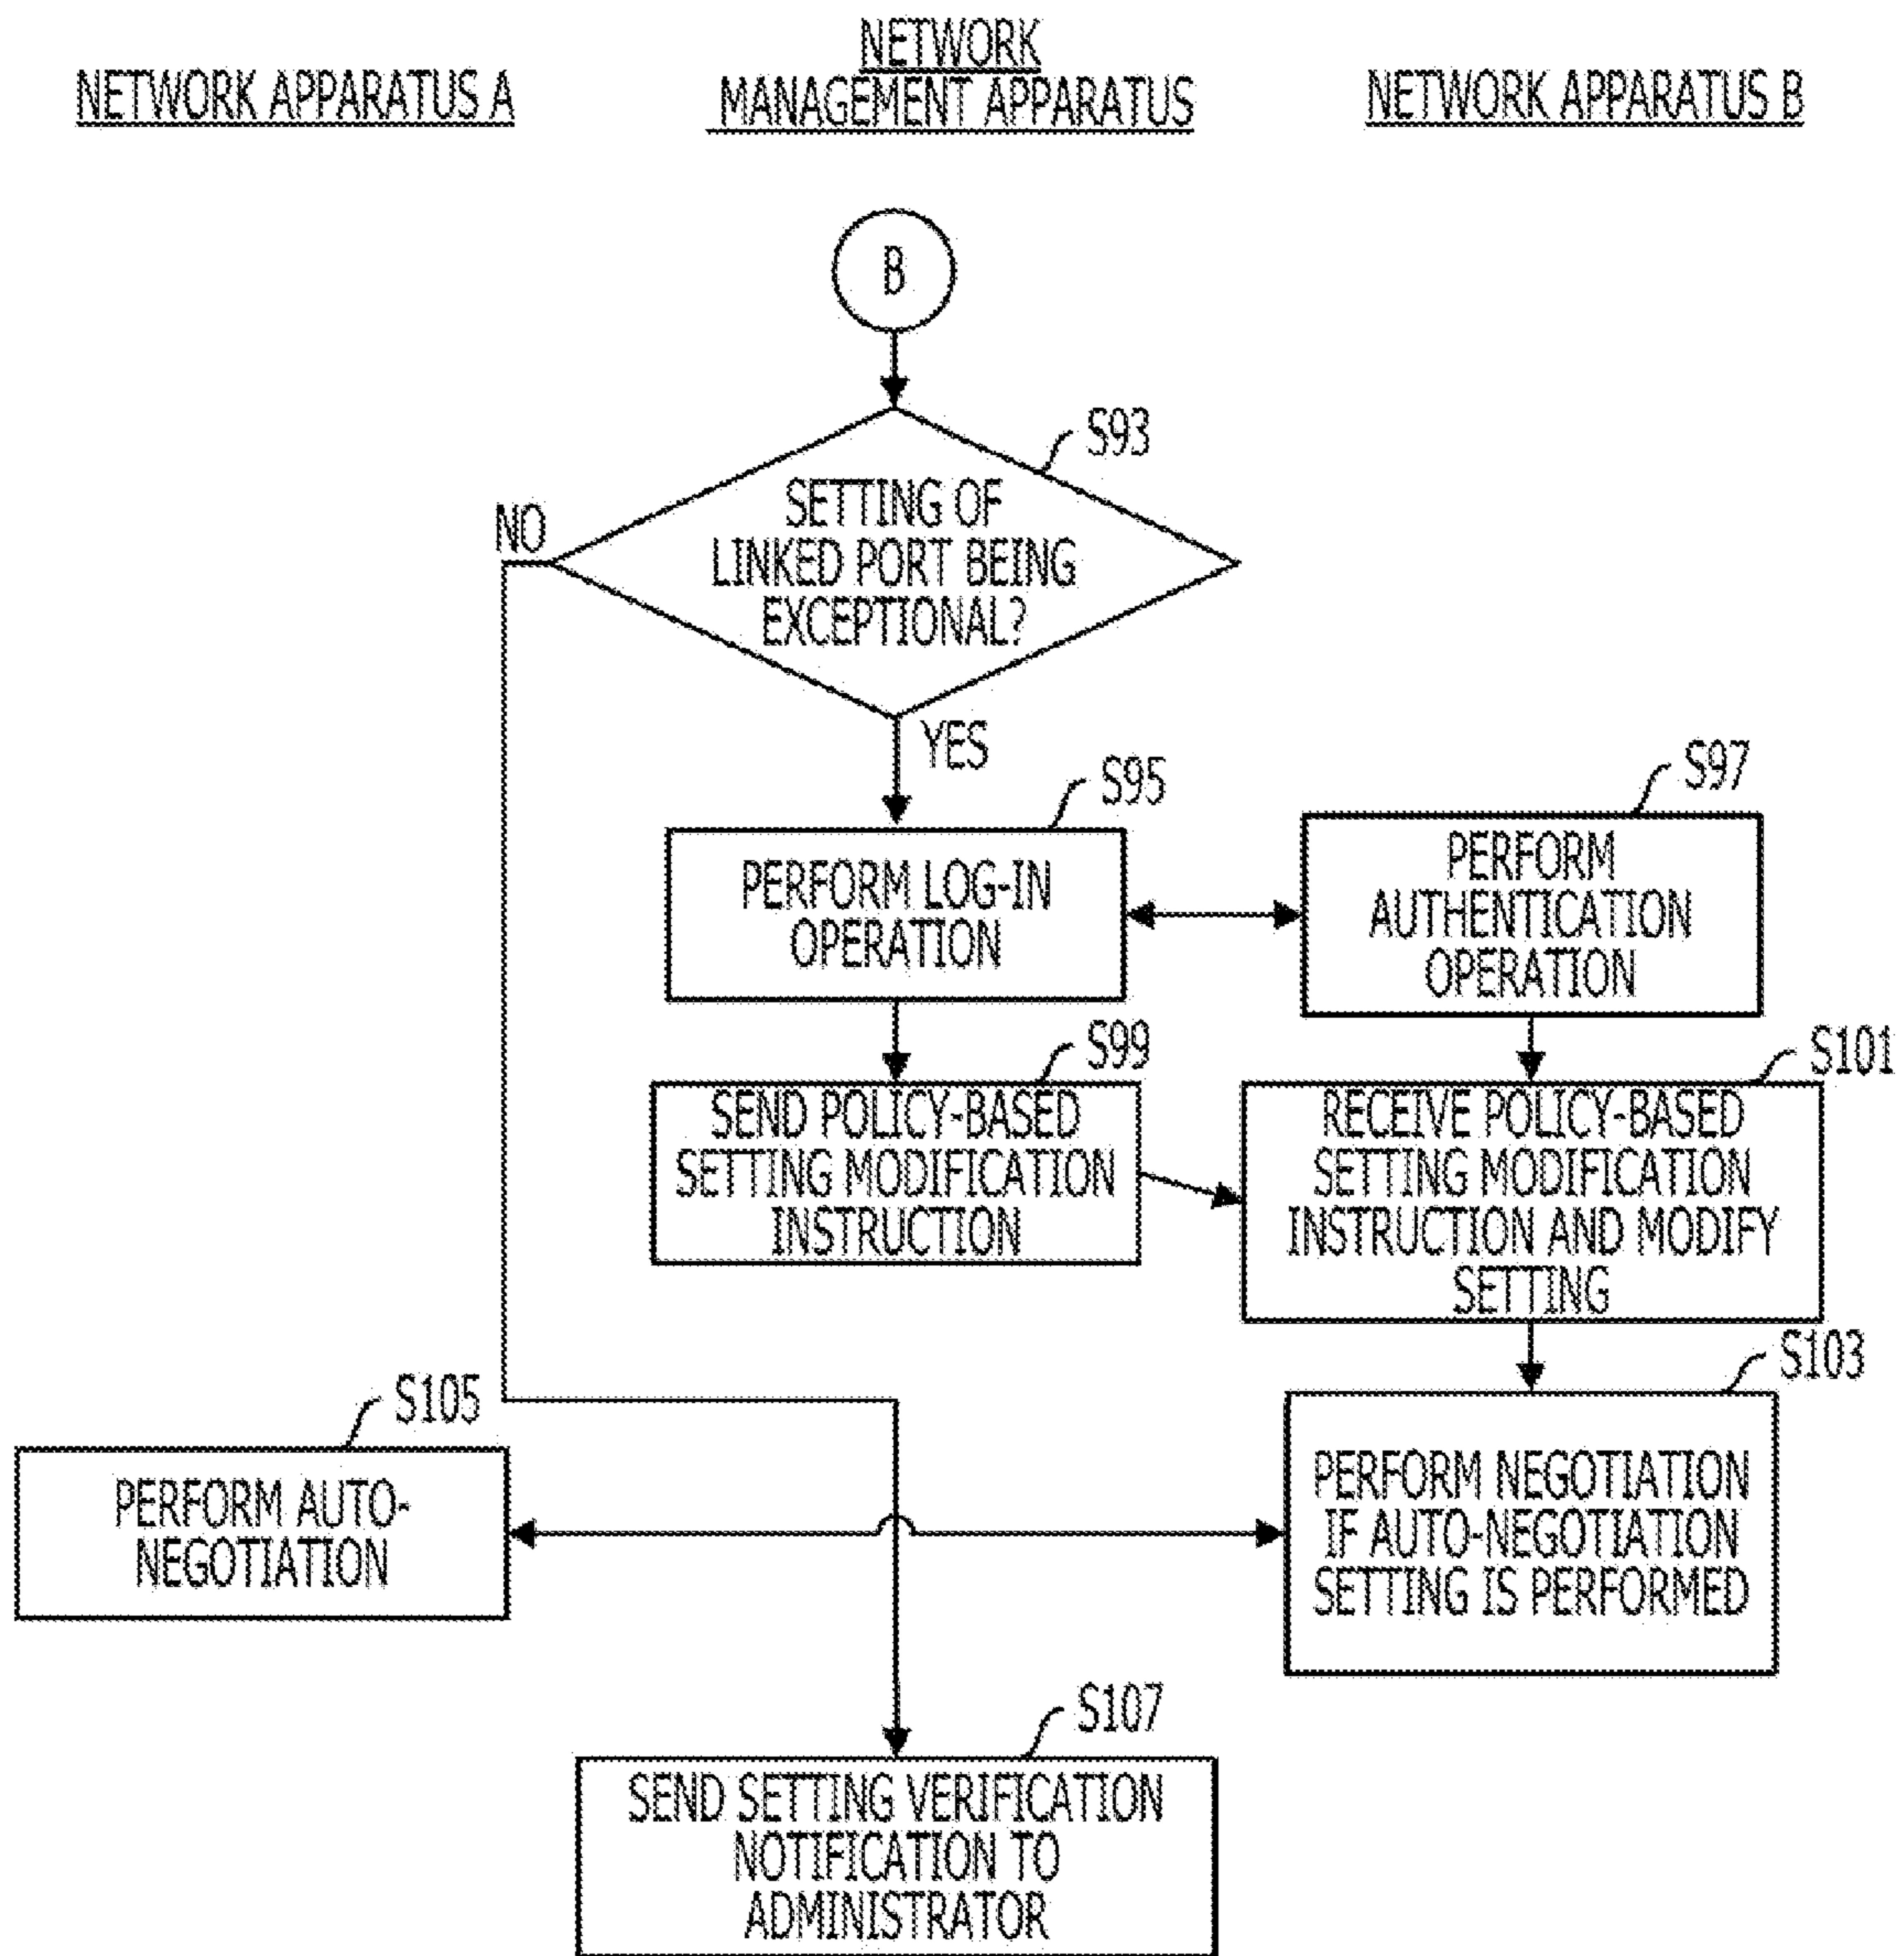 NETWORK APPARATUS A
NETWORK
MANAGEMENT APPARATUS
NETWORK APPARATUS B
B
S93
SETTING OF
LINKED PORT BEING
EXCEPTIONAL?
NO
YES
S95
PERFORM LOG-IN
OPERATION
S97
PERFORM
AUTHENTICATION
OPERATION
S99
SEND POLICY-BASED
SETTING MODIFICATION
INSTRUCTION
S101
RECEIVE POLICY-BASED
SETTING MODIFICATION
INSTRUCTION AND MODIFY
SETTING
S103
PERFORM NEGOTIATION
IF AUTO-NEGOTIATION
SETTING IS PERFORMED
S105
PERFORM AUTO-
NEGOTIATION
S107
SEND SETTING VERIFICATION
NOTIFICATION TO
ADMINISTRATOR